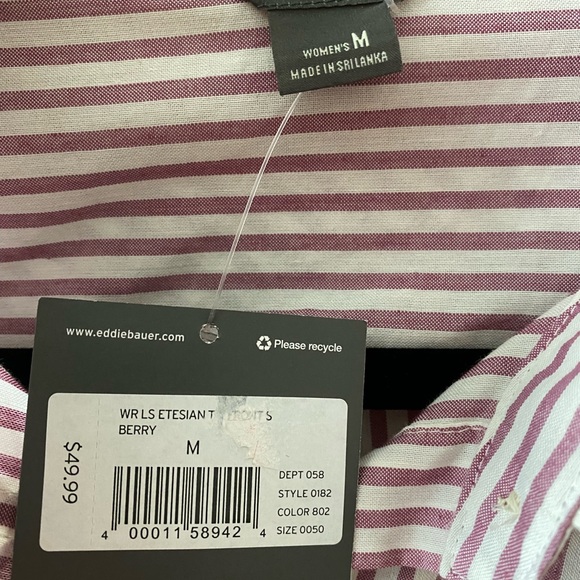 WOMEN'S M
MADE IN SRI LANKA
www.eddiebauer.com
Please recycle
WR LS ETESIAN FRONT S
BERRY
M
$49.99
DEPT 058
STYLE 0182
COLOR 802
SIZE 0050
4 00011 58942 4